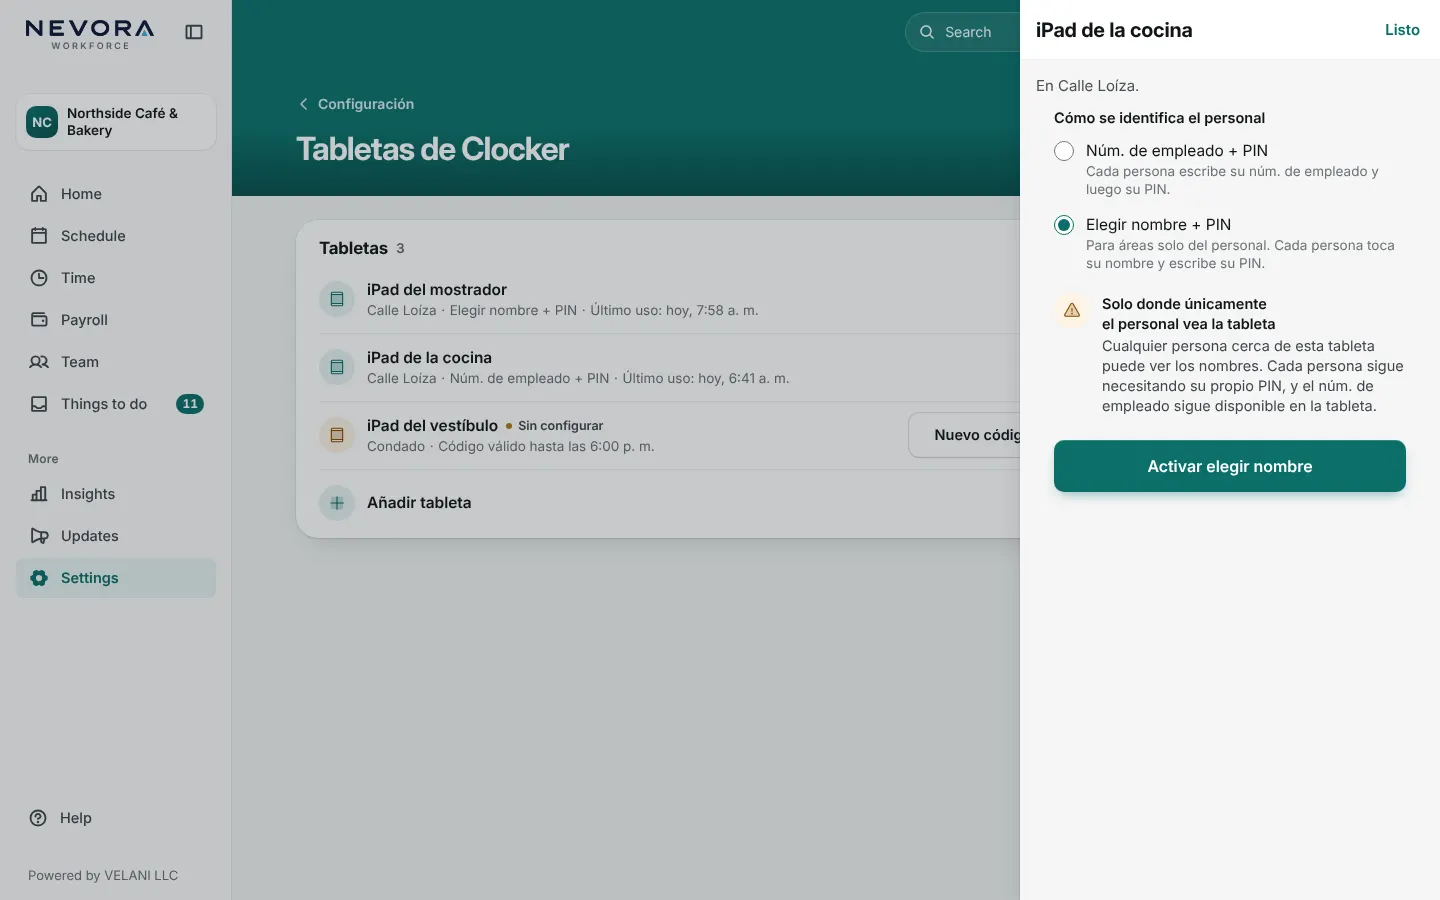 NEVORA
WORKFORCE
NC
Northside Café &
Bakery
Home
Schedule
Time
Payroll
Team
Things to do 11
More
Insights
Updates
Settings
Help
Powered by VELANI LLC
Search
Configuración
Tabletas de Clocker
Tabletas 3
iPad del mostrador
Calle Loíza · Elegir nombre + PIN · Último uso: hoy, 7:58 a. m.
iPad de la cocina
Calle Loíza · Núm. de empleado + PIN · Último uso: hoy, 6:41 a. m.
iPad del vestíbulo • Sin configurar
Condado · Código válido hasta las 6:00 p. m.
Nuevo códig
Añadir tableta
iPad de la cocina
Listo
En Calle Loíza.
Cómo se identifica el personal
Núm. de empleado + PIN
Cada persona escribe su núm. de empleado y
luego su PIN.
Elegir nombre + PIN
Para áreas solo del personal. Cada persona toca
su nombre y escribe su PIN.
Solo donde únicamente
el personal vea la tableta
Cualquier persona cerca de esta tableta
puede ver los nombres. Cada persona sigue
necesitando su propio PIN, y el núm. de
empleado sigue disponible en la tableta.
Activar elegir nombre